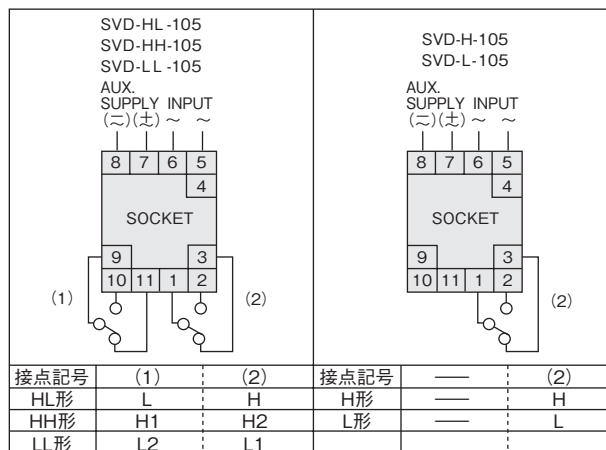 SVD-HL-105
SVD-HH-105
SVD-LL-105
AUX.
SUPPLY INPUT
(≂)(±) ~ ~
8 7 6 5
4
SOCKET
9 3
10 11 1 2
(1) (2)
接点記号 (1) (2)
HL形 L H
HH形 H1 H2
LL形 L2 L1
SVD-H-105
SVD-L-105
AUX.
SUPPLY INPUT
(≂)(±) ~ ~
8 7 6 5
4
SOCKET
9 3
10 11 1 2
(2)
接点記号 —— (2)
H形 —— H
L形 —— L